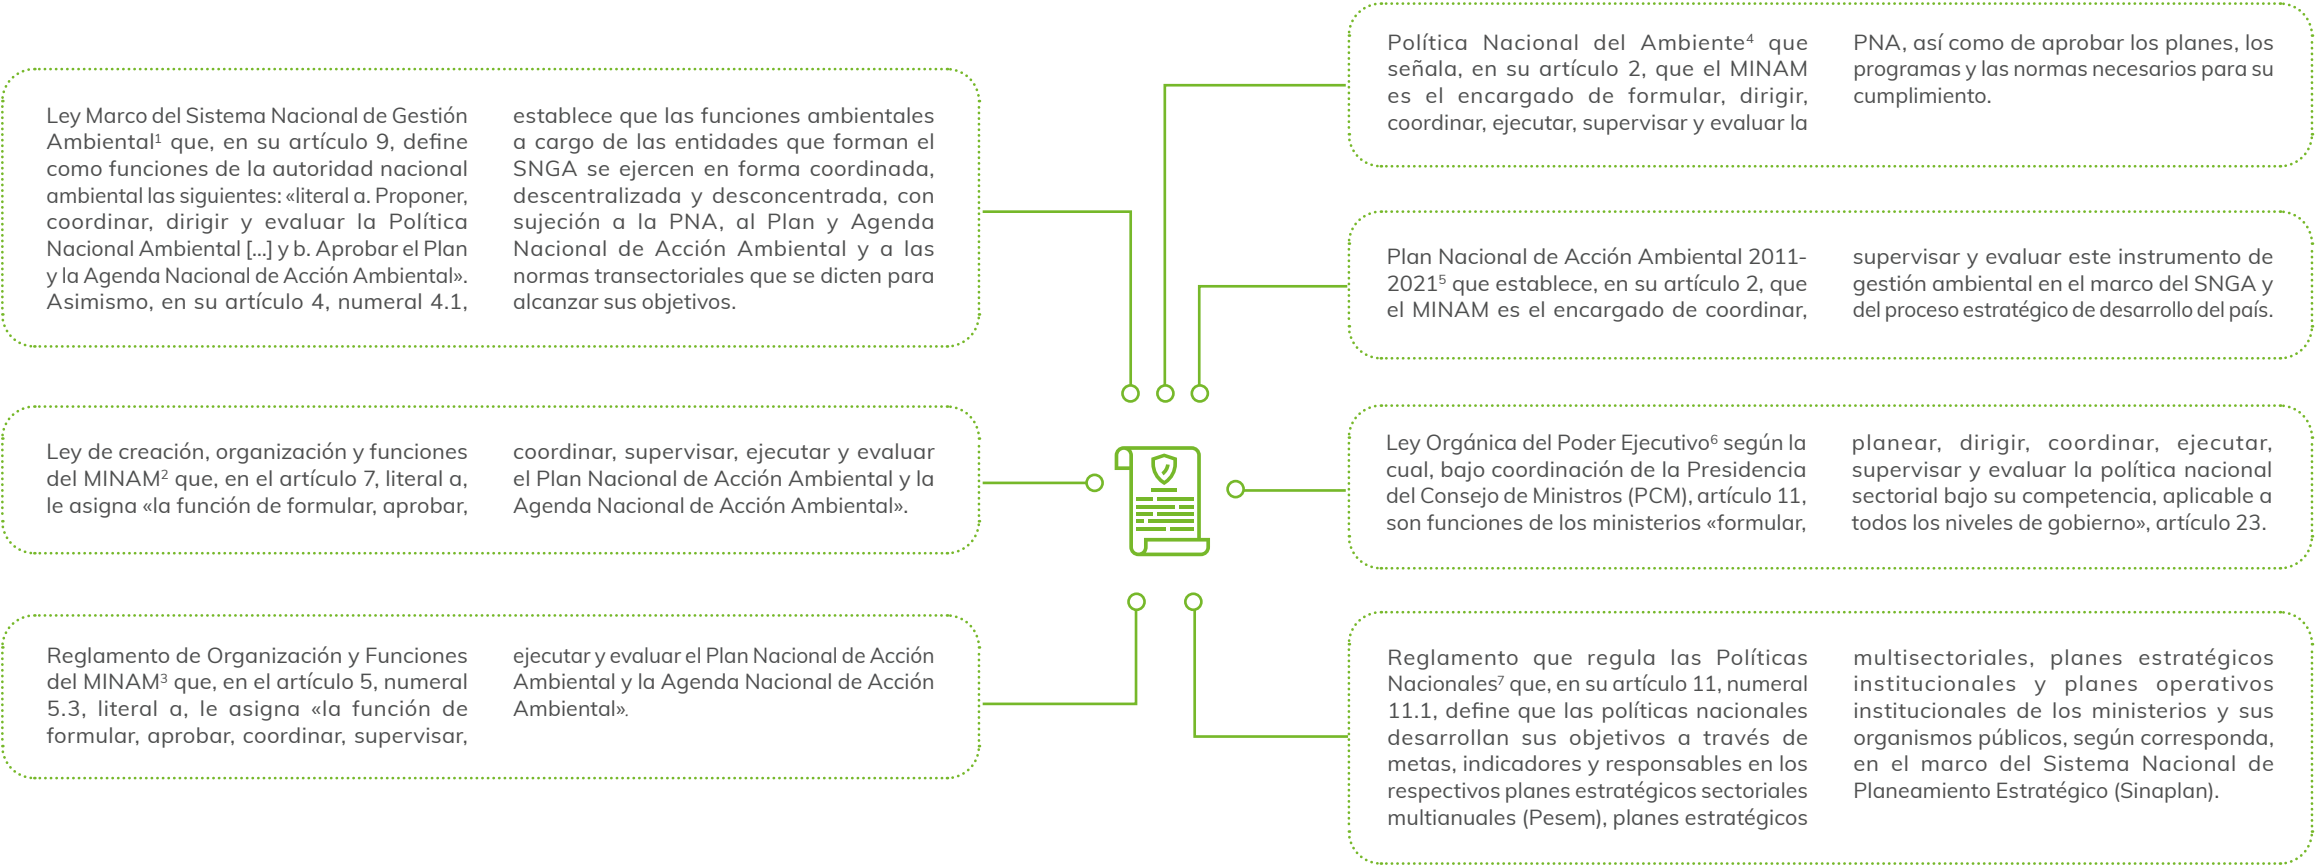 Ley Marco del Sistema Nacional de Gestión
Ambiental¹ que, en su artículo 9, define
como funciones de la autoridad nacional
ambiental las siguientes: «literal a. Proponer,
coordinar, dirigir y evaluar la Política
Nacional Ambiental [...] y b. Aprobar el Plan
y la Agenda Nacional de Acción Ambiental».
Asimismo, en su artículo 4, numeral 4.1,
establece que las funciones ambientales
a cargo de las entidades que forman el
SNGA se ejercen en forma coordinada,
descentralizada y desconcentrada, con
sujeción a la PNA, al Plan y Agenda
Nacional de Acción Ambiental y a las
normas transectoriales que se dicten para
alcanzar sus objetivos.
Ley de creación, organización y funciones
del MINAM² que, en el artículo 7, literal a,
le asigna «la función de formular, aprobar,
coordinar, supervisar, ejecutar y evaluar
el Plan Nacional de Acción Ambiental y la
Agenda Nacional de Acción Ambiental».
Reglamento de Organización y Funciones
del MINAM³ que, en el artículo 5, numeral
5.3, literal a, le asigna «la función de
formular, aprobar, coordinar, supervisar,
ejecutar y evaluar el Plan Nacional de Acción
Ambiental y la Agenda Nacional de Acción
Ambiental».
Política Nacional del Ambiente⁴ que
señala, en su artículo 2, que el MINAM
es el encargado de formular, dirigir,
coordinar, ejecutar, supervisar y evaluar la
PNA, así como de aprobar los planes, los
programas y las normas necesarios para su
cumplimiento.
Plan Nacional de Acción Ambiental 2011-
2021⁵ que establece, en su artículo 2, que
el MINAM es el encargado de coordinar,
supervisar y evaluar este instrumento de
gestión ambiental en el marco del SNGA y
del proceso estratégico de desarrollo del país.
Ley Orgánica del Poder Ejecutivo⁶ según la
cual, bajo coordinación de la Presidencia
del Consejo de Ministros (PCM), artículo 11,
son funciones de los ministerios «formular,
planear, dirigir, coordinar, ejecutar,
supervisar y evaluar la política nacional
sectorial bajo su competencia, aplicable a
todos los niveles de gobierno», artículo 23.
Reglamento que regula las Políticas
Nacionales⁷ que, en su artículo 11, numeral
11.1, define que las políticas nacionales
desarrollan sus objetivos a través de
metas, indicadores y responsables en los
respectivos planes estratégicos sectoriales
multianuales (Pesem), planes estratégicos
multisectoriales, planes estratégicos
institucionales y planes operativos
institucionales de los ministerios y sus
organismos públicos, según corresponda,
en el marco del Sistema Nacional de
Planeamiento Estratégico (Sinaplan).